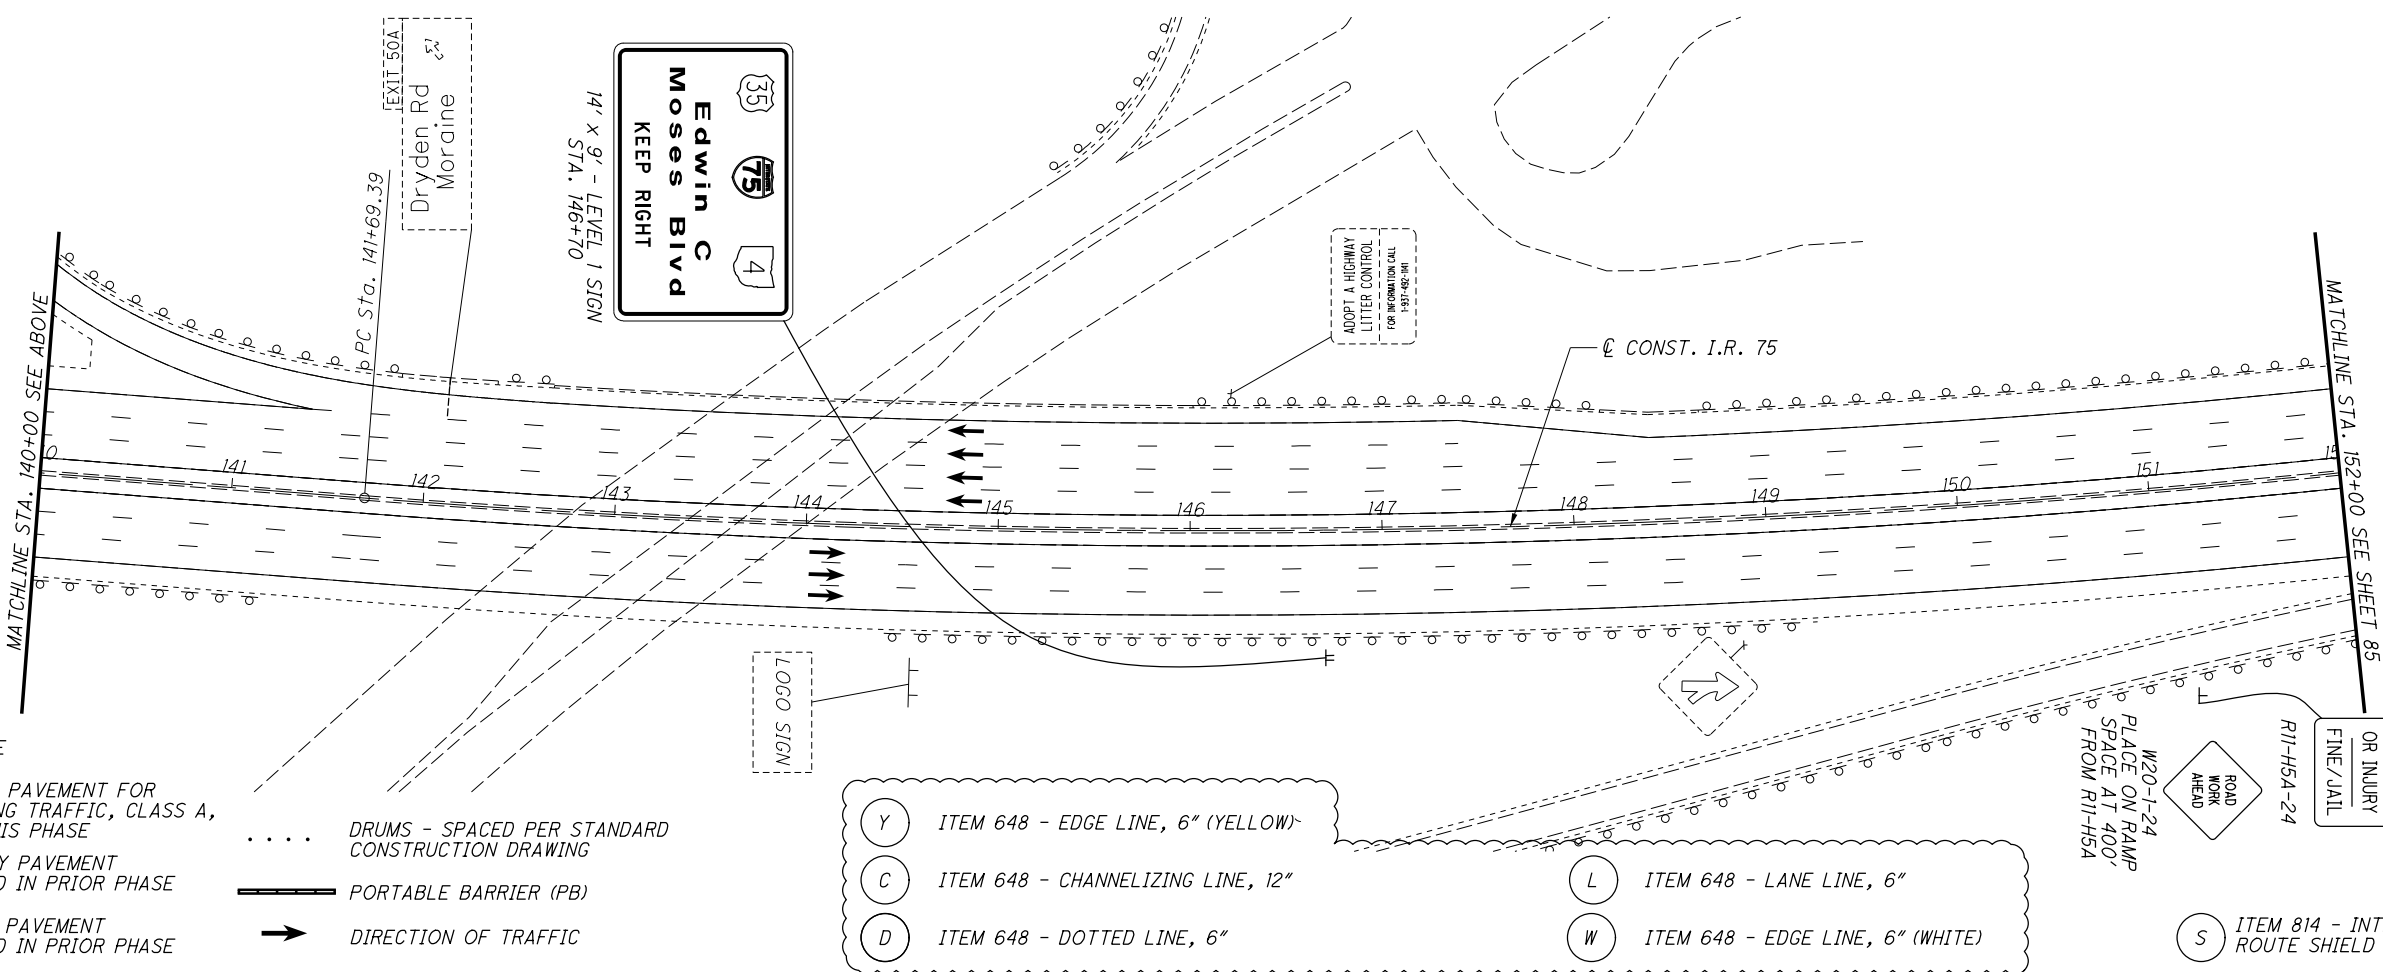 EXIT 50A
Dryden Rd
Moraine
PC Sta. 141+69.39
35
75
4
Edwin C
Moses Blvd
KEEP RIGHT
14' x 9' - LEVEL 1 SIGN
STA. 146+70
ADOPT A HIGHWAY
LITTER CONTROL
FOR INFORMATION CALL
℄ CONST. I.R. 75
MATCHLINE STA. 140+00 SEE ABOVE
MATCHLINE STA. 152+00 SEE SHEET 85
0
141
142
143
144
145
146
147
148
149
150
151
15
LOGO SIGN
OR INJURY
FINE/JAIL
R11-H5A-24
ROAD
WORK
AHEAD
W20-1-24
PLACE ON RAMP
SPACE AT 400'
FROM R11-H5A
E
PAVEMENT FOR
NG TRAFFIC, CLASS A,
IS PHASE
Y PAVEMENT
D IN PRIOR PHASE
PAVEMENT
D IN PRIOR PHASE
DRUMS - SPACED PER STANDARD
CONSTRUCTION DRAWING
PORTABLE BARRIER (PB)
DIRECTION OF TRAFFIC
Y ITEM 648 - EDGE LINE, 6" (YELLOW)
C ITEM 648 - CHANNELIZING LINE, 12"
D ITEM 648 - DOTTED LINE, 6"
L ITEM 648 - LANE LINE, 6"
W ITEM 648 - EDGE LINE, 6" (WHITE)
S ITEM 814 - INT
ROUTE SHIELD